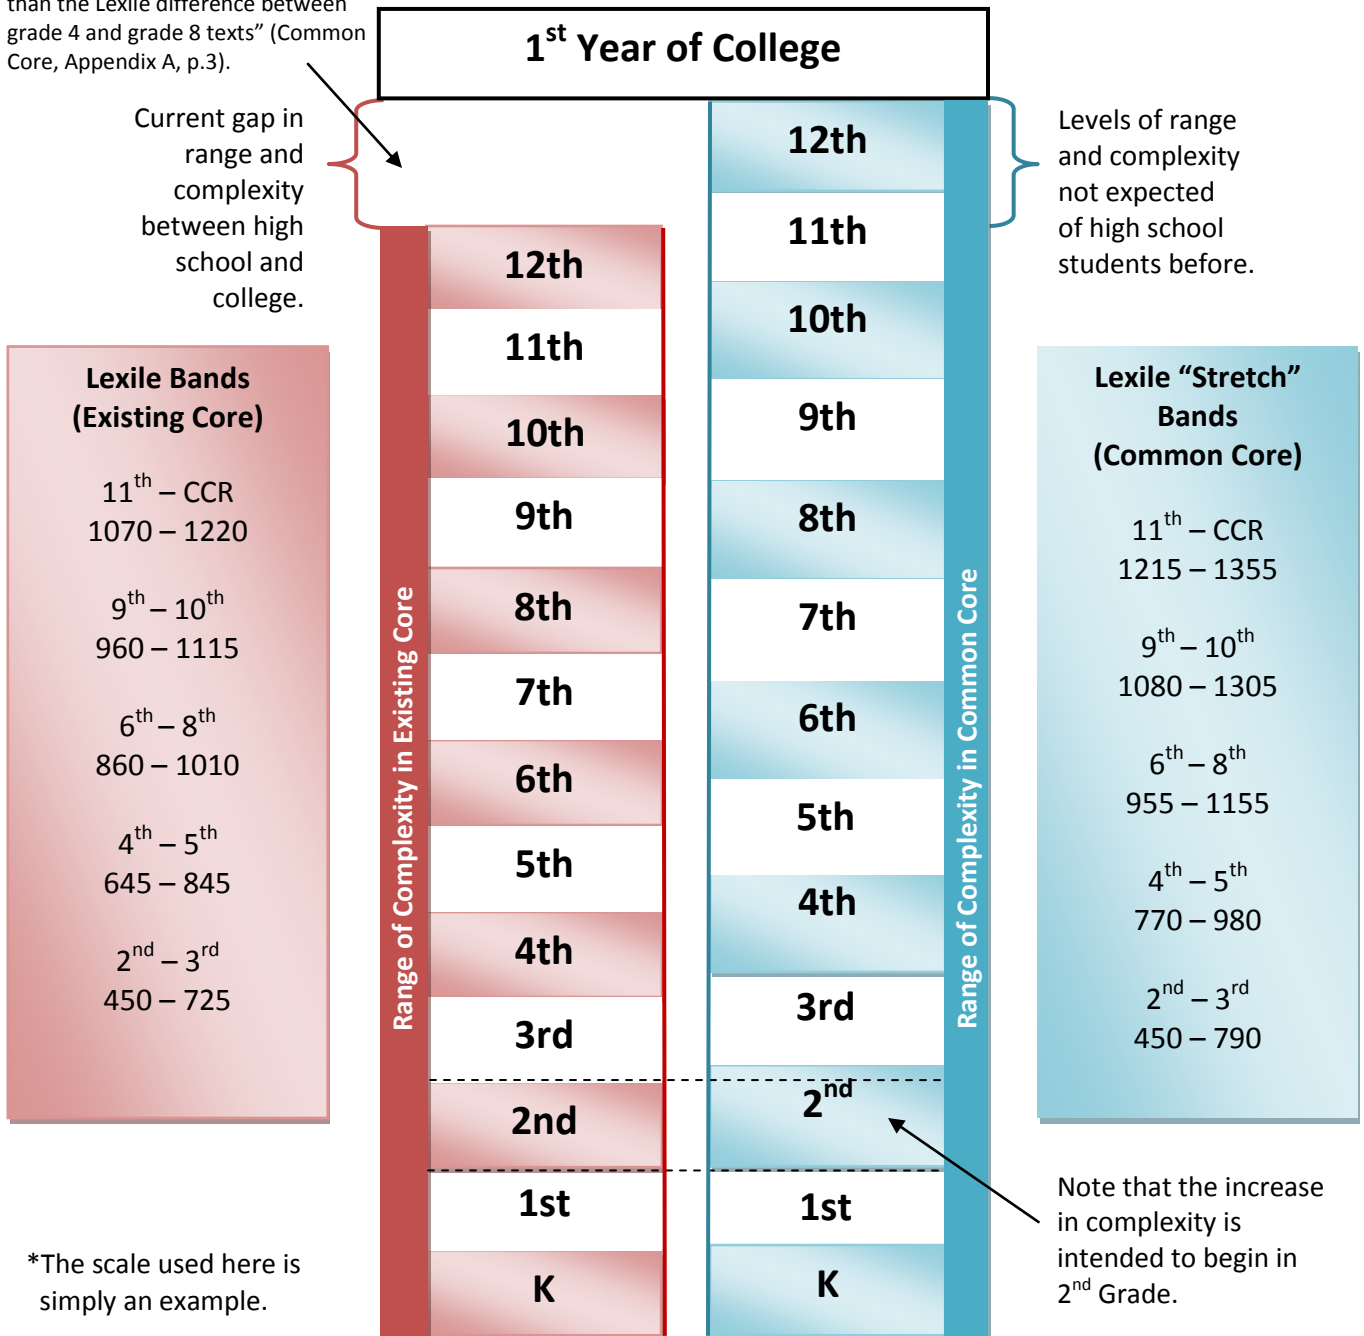 than the Lexile difference between
grade 4 and grade 8 texts” (Common
Core, Appendix A, p.3).
1st Year of College
Current gap in
range and
complexity
between high
school and
college.
Levels of range
and complexity
not expected
of high school
students before.
Lexile Bands
(Existing Core)
11th – CCR
1070 – 1220
9th – 10th
960 – 1115
6th – 8th
860 – 1010
4th – 5th
645 – 845
2nd – 3rd
450 – 725
Range of Complexity in Existing Core
12th
11th
10th
9th
8th
7th
6th
5th
4th
3rd
2nd
1st
K
12th
11th
10th
9th
8th
7th
6th
5th
4th
3rd
2nd
1st
K
Range of Complexity in Common Core
Lexile “Stretch”
Bands
(Common Core)
11th – CCR
1215 – 1355
9th – 10th
1080 – 1305
6th – 8th
955 – 1155
4th – 5th
770 – 980
2nd – 3rd
450 – 790
Note that the increase
in complexity is
intended to begin in
2nd Grade.
*The scale used here is
simply an example.